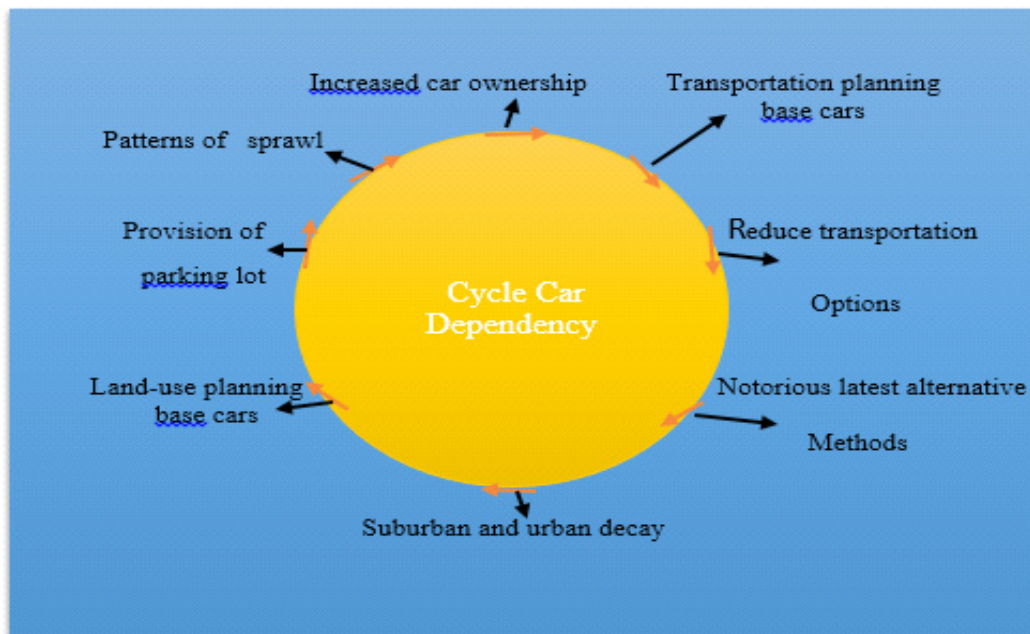 Increased car ownership
Transportation planning
base cars
Patterns of sprawl
Provision of
parking lot
Reduce transportation
Options
Cycle Car
Dependency
Land-use planning
base cars
Notorious latest alternative
Methods
Suburban and urban decay